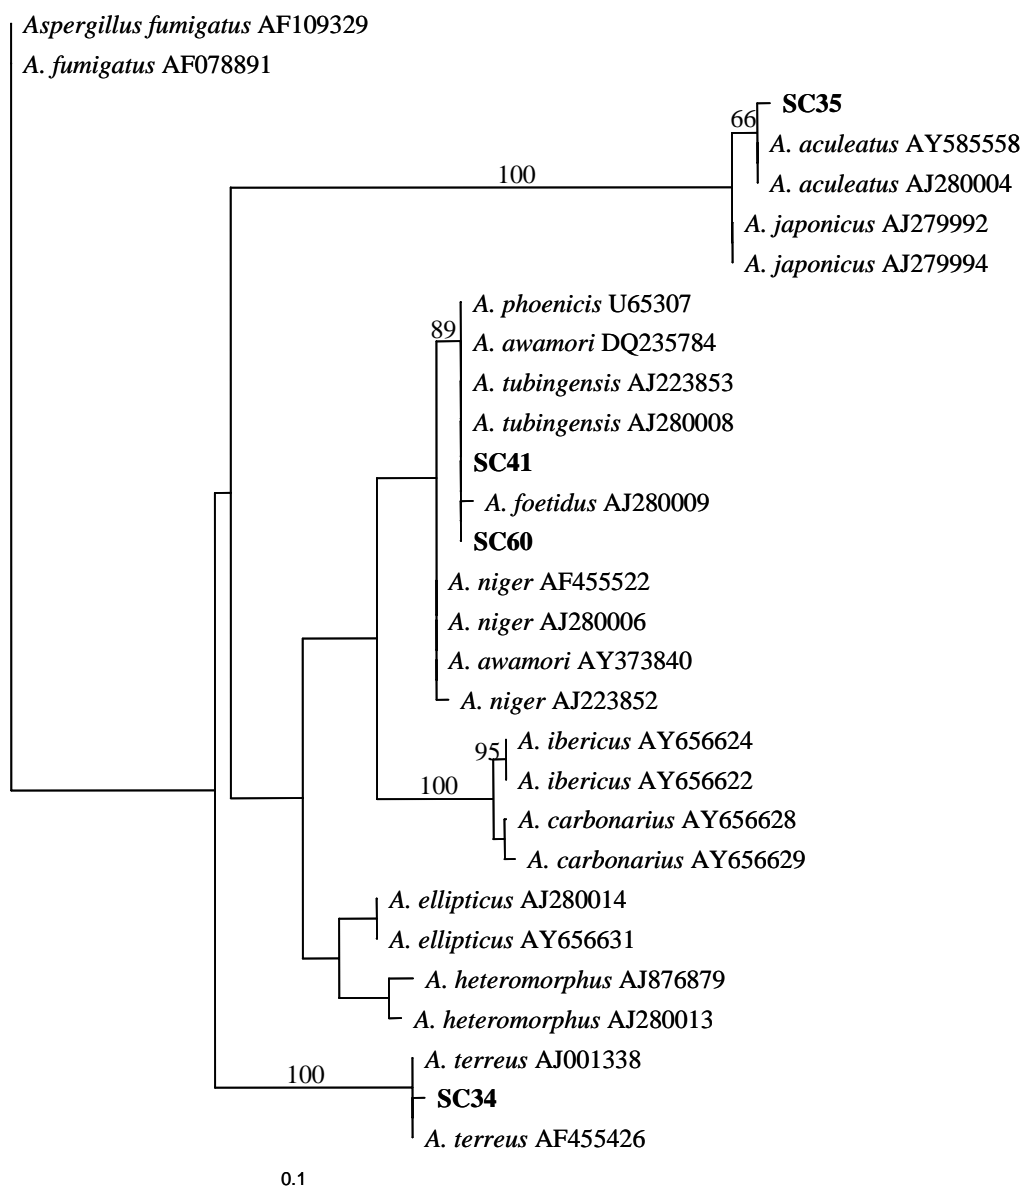 Aspergillus fumigatus AF109329
A. fumigatus AF078891
SC35
66
A. aculeatus AY585558
100
A. aculeatus AJ280004
A. japonicus AJ279992
A. japonicus AJ279994
A. phoenicis U65307
89
A. awamori DQ235784
A. tubingensis AJ223853
A. tubingensis AJ280008
SC41
A. foetidus AJ280009
SC60
A. niger AF455522
A. niger AJ280006
A. awamori AY373840
A. niger AJ223852
A. ibericus AY656624
95
A. ibericus AY656622
100
A. carbonarius AY656628
A. carbonarius AY656629
A. ellipticus AJ280014
A. ellipticus AY656631
A. heteromorphus AJ876879
A. heteromorphus AJ280013
A. terreus AJ001338
100
SC34
A. terreus AF455426
0.1